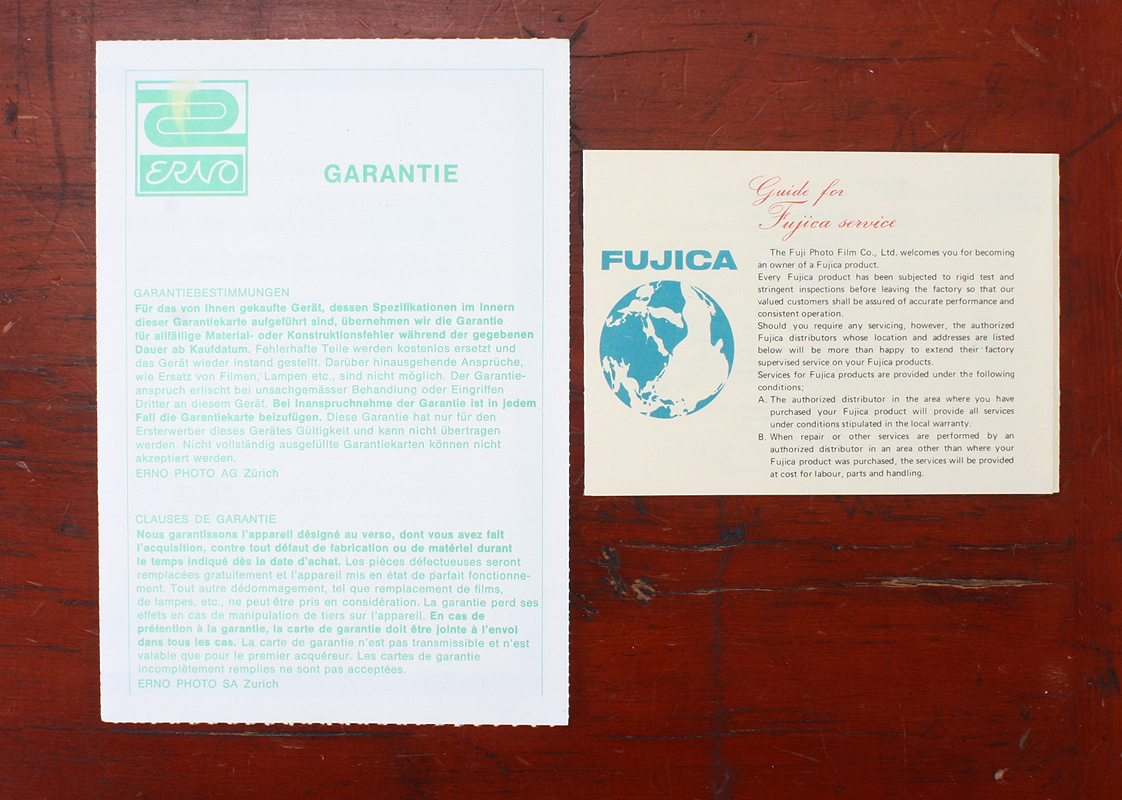 ERNO
GARANTIE
GARANTIEBESTIMMUNGEN
Für das von Ihnen gekaufte Gerät, dessen Spezifikationen im Innern
dieser Garantiekarte aufgeführt sind, übernehmen wir die Garantie
für allfällige Material- oder Konstruktionsfehler während der gegebenen
Dauer ab Kaufdatum. Fehlerhafte Teile werden kostenlos ersetzt und
das Gerät wieder instand gestellt. Darüber hinausgehende Ansprüche,
wie Ersatz von Filmen, Lampen etc., sind nicht möglich. Der Garantie-
anspruch erlischt bei unsachgemässer Behandlung oder Eingriffen
Dritter an diesem Gerät. Bei Inanspruchnahme der Garantie ist in jedem
Fall die Garantiekarte beizufügen. Diese Garantie hat nur für den
Ersterwerber dieses Gerätes Gültigkeit und kann nicht übertragen
werden. Nicht vollständig ausgefüllte Garantiekarten können nicht
akzeptiert werden.
ERNO PHOTO AG Zürich
CLAUSES DE GARANTIE
Nous garantissons l'appareil désigné au verso, dont vous avez fait
l'acquisition, contre tout défaut de fabrication ou de matériel durant
le temps indiqué dès la date d'achat. Les pièces défectueuses seront
remplacées gratuitement et l'appareil mis en état de parfait fonctionne-
ment. Tout autre dédommagement, tel que remplacement de films,
de lampes, etc., ne peut être pris en considération. La garantie perd ses
effets en cas de manipulation de tiers sur l'appareil. En cas de
prétention à la garantie, la carte de garantie doit être jointe à l'envoi
dans tous les cas. La carte de garantie n'est pas transmissible et n'est
valable que pour le premier acquéreur. Les cartes de garantie
incomplètement remplies ne sont pas acceptées.
ERNO PHOTO SA Zurich
Guide for
Fujica service
FUJICA
The Fuji Photo Film Co., Ltd. welcomes you for becoming
an owner of a Fujica product.
Every Fujica product has been subjected to rigid test and
stringent inspections before leaving the factory so that our
valued customers shall be assured of accurate performance and
consistent operation.
Should you require any servicing, however, the authorized
Fujica distributors whose location and addresses are listed
below will be more than happy to extend their factory
supervised service on your Fujica products.
Services for Fujica products are provided under the following
conditions;
A. The authorized distributor in the area where you have
purchased your Fujica product will provide all services
under conditions stipulated in the local warranty.
B. When repair or other services are performed by an
authorized distributor in an area other than where your
Fujica product was purchased, the services will be provided
at cost for labour, parts and handling.